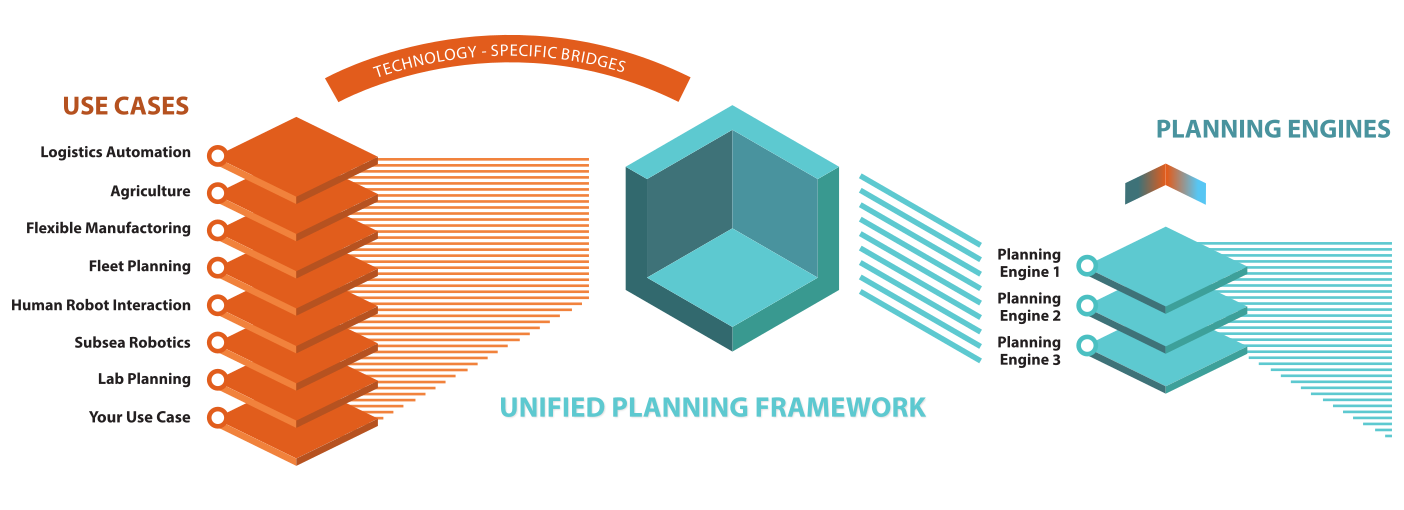 TECHNOLOGY - SPECIFIC BRIDGES
USE CASES
Logistics Automation
Agriculture
Flexible Manufactoring
Fleet Planning
Human Robot Interaction
Subsea Robotics
Lab Planning
Your Use Case
UNIFIED PLANNING FRAMEWORK
PLANNING ENGINES
Planning
Engine 1
Planning
Engine 2
Planning
Engine 3